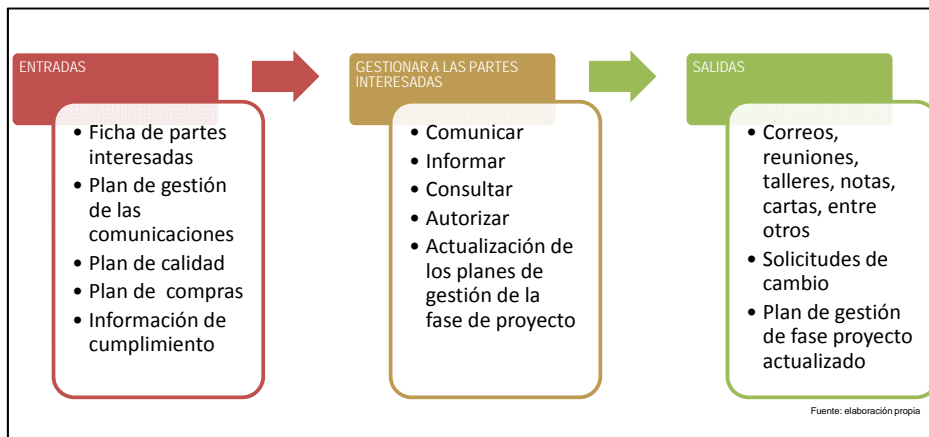 ENTRADAS
• Ficha de partes
interesadas
• Plan de gestión
de las
comunicaciones
• Plan de calidad
• Plan de compras
• Información de
cumplimiento
GESTIONAR A LAS PARTES
INTERESADAS
• Comunicar
• Informar
• Consultar
• Autorizar
• Actualización de
los planes de
gestión de la
fase de proyecto
SALIDAS
• Correos,
reuniones,
talleres, notas,
cartas, entre
otros
• Solicitudes de
cambio
• Plan de gestión
de fase proyecto
actualizado
Fuente: elaboración propia